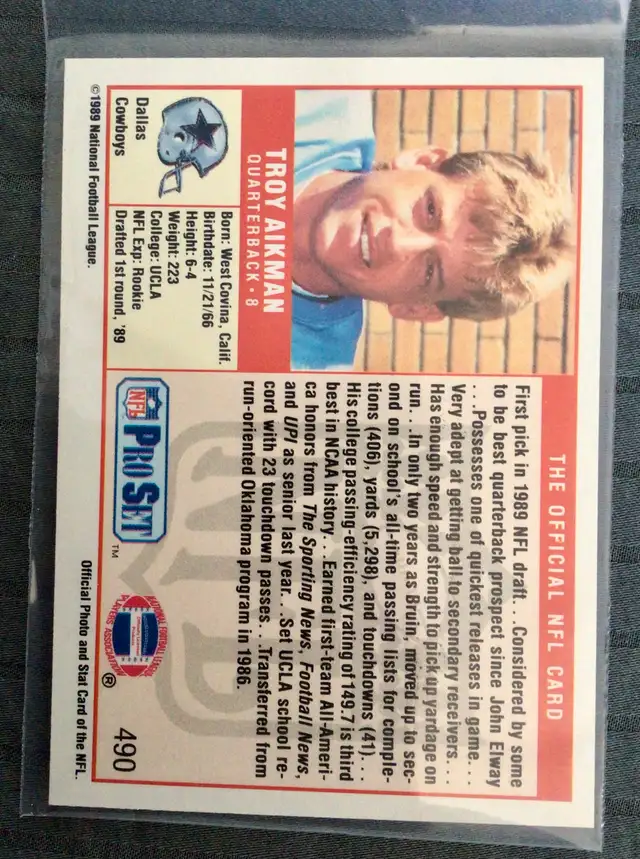 THE OFFICIAL NFL CARD
First pick in 1989 NFL draft. . .Considered by some
to be best quarterback prospect since John Elway
. . .Possesses one of quickest releases in game. . . .
Very adept at getting ball to secondary receivers. . . .
Has enough speed and strength to pick up yardage on
run. . .In only two years as Bruin, moved up to sec-
ond on school's all-time passing lists for comple-
tions (406), yards (5,298), and touchdowns (41). . .
His college passing-efficiency rating of 149.7 is third
best in NCAA history. . .Earned first-team All-Ameri-
ca honors from The Sporting News, Football News,
and UPI as senior last year. . .Set UCLA school re-
cord with 23 touchdown passes. . .Transferred from
run-oriented Oklahoma program in 1986.
TROY AIKMAN
QUARTERBACK • 8
Dallas
Cowboys
Born: West Covina, Calif.
Birthdate: 11/21/66
Height: 6-4
Weight: 223
College: UCLA
NFL Exp: Rookie
Drafted 1st round, '89
NFL PRO SET ™
NATIONAL FOOTBALL LEAGUE
PLAYERS ASSOCIATION
®
490
©1989 National Football League.
Official Photo and Stat Card of the NFL.